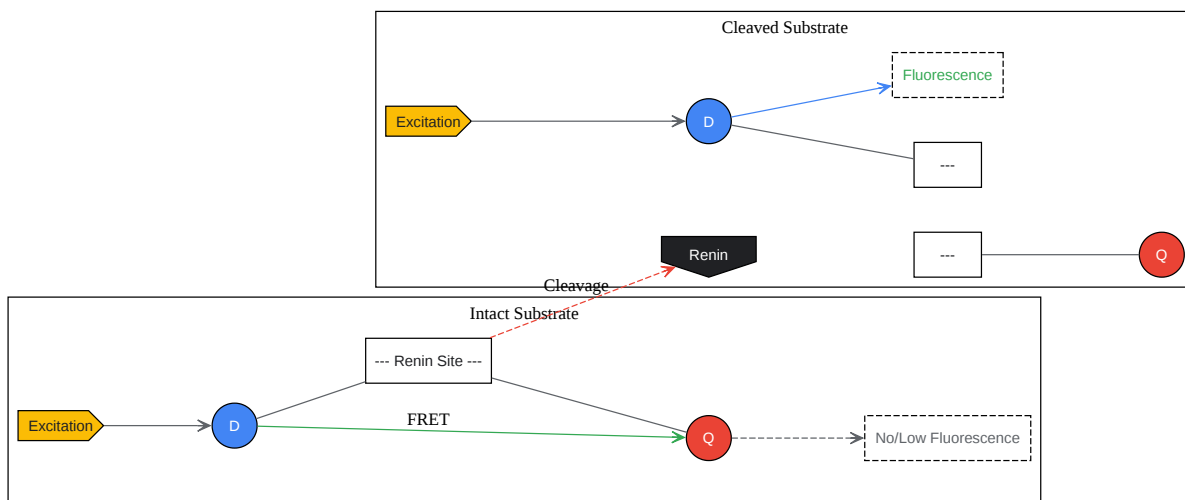 Cleaved Substrate
Fluorescence
Excitation
D
---
Renin
---
Q
Cleavage
Intact Substrate
--- Renin Site ---
FRET
Excitation
D
Q
No/Low Fluorescence